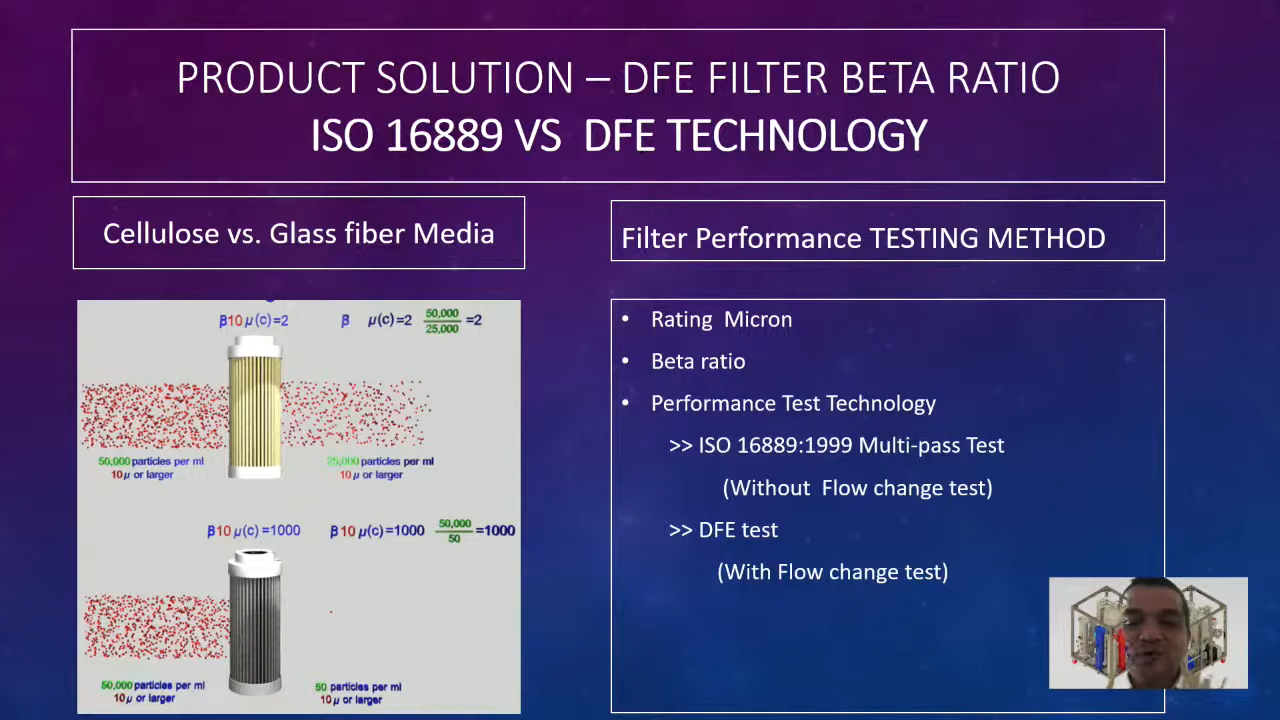 PRODUCT SOLUTION – DFE FILTER BETA RATIO
ISO 16889 VS DFE TECHNOLOGY
Cellulose vs. Glass fiber Media
β10 µ(c)=2
β µ(c)=2 50,000/25,000 =2
50,000 particles per ml
10µ or larger
25,000 particles per ml
10µ or larger
β10 µ(c)=1000
β10 µ(c)=1000 50,000/50 =1000
50,000 particles per ml
10µ or larger
50 particles per ml
10µ or larger
Filter Performance TESTING METHOD
• Rating Micron
• Beta ratio
• Performance Test Technology
>> ISO 16889:1999 Multi-pass Test
(Without Flow change test)
>> DFE test
(With Flow change test)